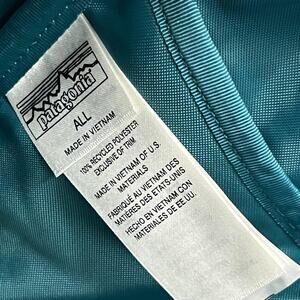 patagonia
ALL
MADE IN VIETNAM
100% RECYCLED POLYESTER
EXCLUSIVE OF TRIM
MADE IN VIETNAM OF U.S.
MATERIALS
FABRIQUÉ AU VIETNAM DES
MATIÈRES DES ETATS-UNIS
HECHO EN VIETNAM CON
MATERIALES DE EE.UU.